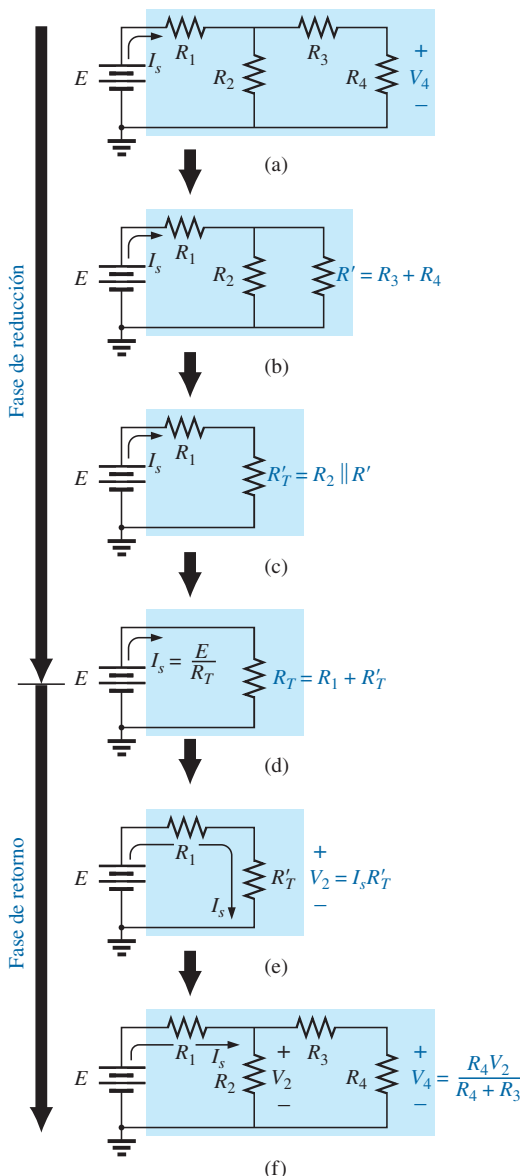 Fase de reducción
Fase de retorno
E
I_s
R_1
R_2
R_3
R_4
+
V_4
–
(a)
E
I_s
R_1
R_2
R' = R_3 + R_4
(b)
E
I_s
R_1
R'_T = R_2 || R'
(c)
E
I_s = E/R_T
R_T = R_1 + R'_T
(d)
E
R_1
I_s
R'_T
+
V_2 = I_sR'_T
–
(e)
E
R_1
I_s
R_2
+
V_2
–
R_3
R_4
+
V_4 = R_4V_2/(R_4 + R_3)
–
(f)